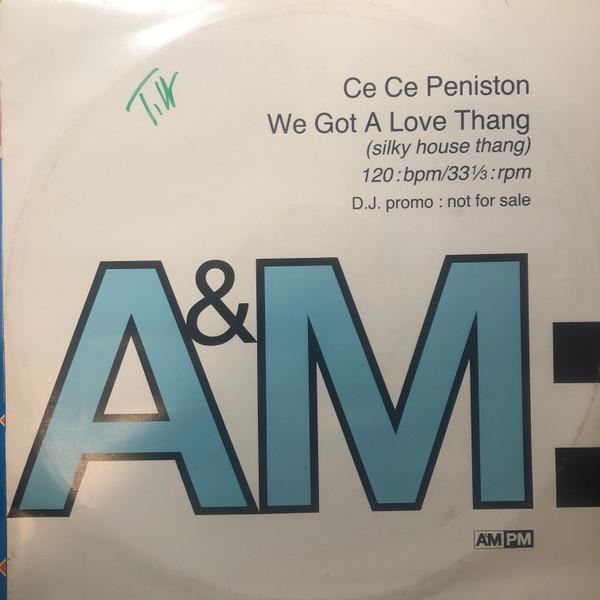 Ce Ce Peniston
We Got A Love Thang
(silky house thang)
120:bpm/33⅓:rpm
D.J. promo : not for sale
A&M:
A&M PM